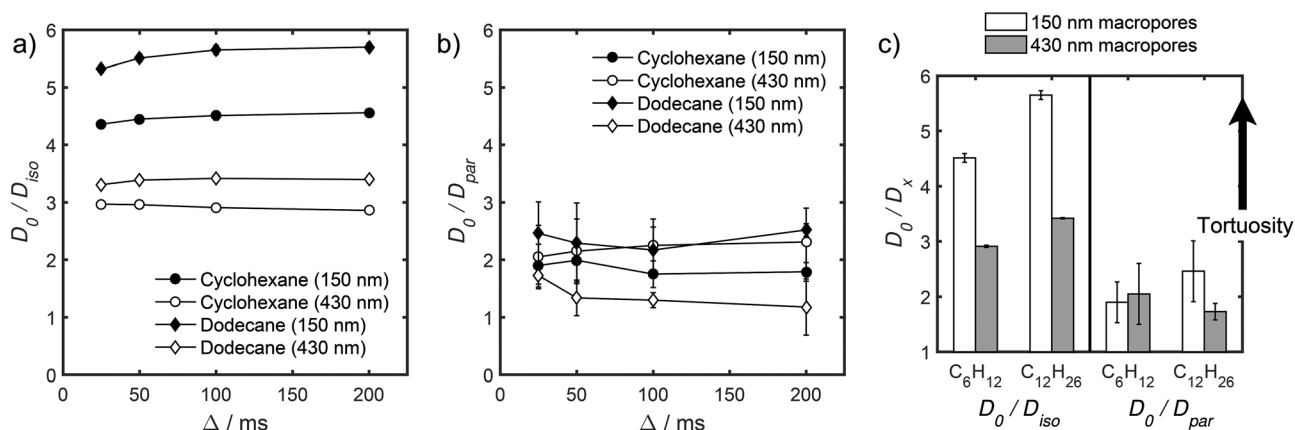 a)
6
5
4
3
2
1
0
D0 / Diso
Cyclohexane (150 nm)
Cyclohexane (430 nm)
Dodecane (150 nm)
Dodecane (430 nm)
0 50 100 150 200
Δ / ms
b)
6
5
4
3
2
1
0
D0 / Dpar
Cyclohexane (150 nm)
Cyclohexane (430 nm)
Dodecane (150 nm)
Dodecane (430 nm)
0 50 100 150 200
Δ / ms
c)
150 nm macropores
430 nm macropores
6
5
4
3
2
1
D0 / Dx
Tortuosity
C6H12 C12H26 C6H12 C12H26
D0 / Diso D0 / Dpar